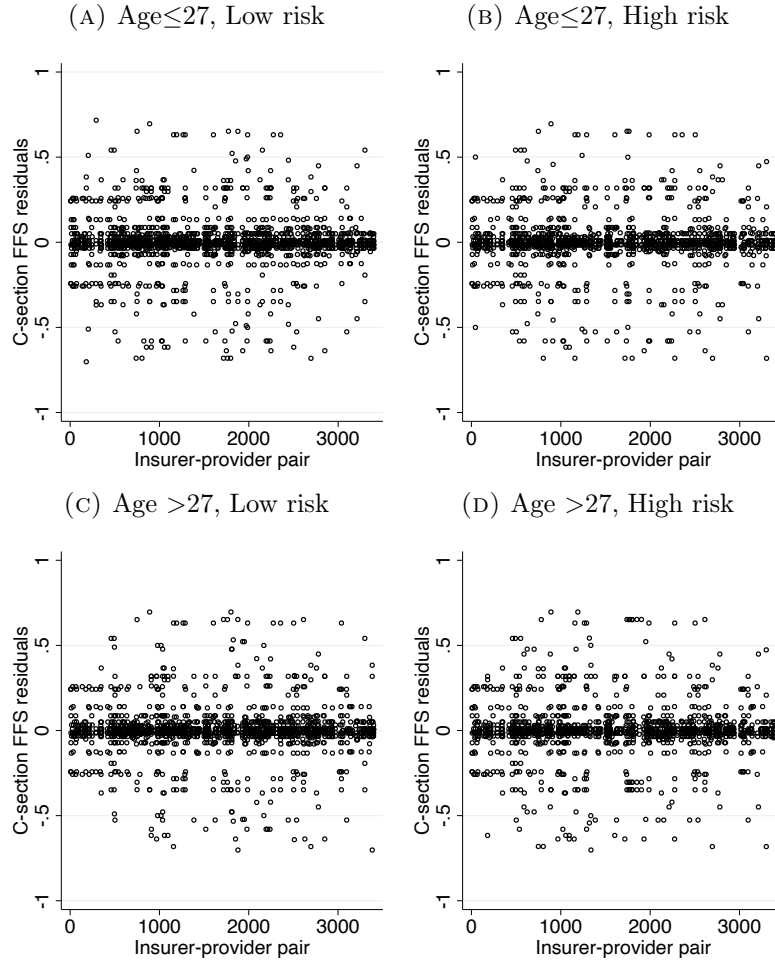 (A) Age≤27, Low risk
(B) Age≤27, High risk
C-section FFS residuals
1
.5
0
-.5
-1
0 1000 2000 3000
Insurer-provider pair
C-section FFS residuals
1
.5
0
-.5
-1
0 1000 2000 3000
Insurer-provider pair
(C) Age >27, Low risk
(D) Age >27, High risk
C-section FFS residuals
1
.5
0
-.5
-1
0 1000 2000 3000
Insurer-provider pair
C-section FFS residuals
1
.5
0
-.5
-1
0 1000 2000 3000
Insurer-provider pair